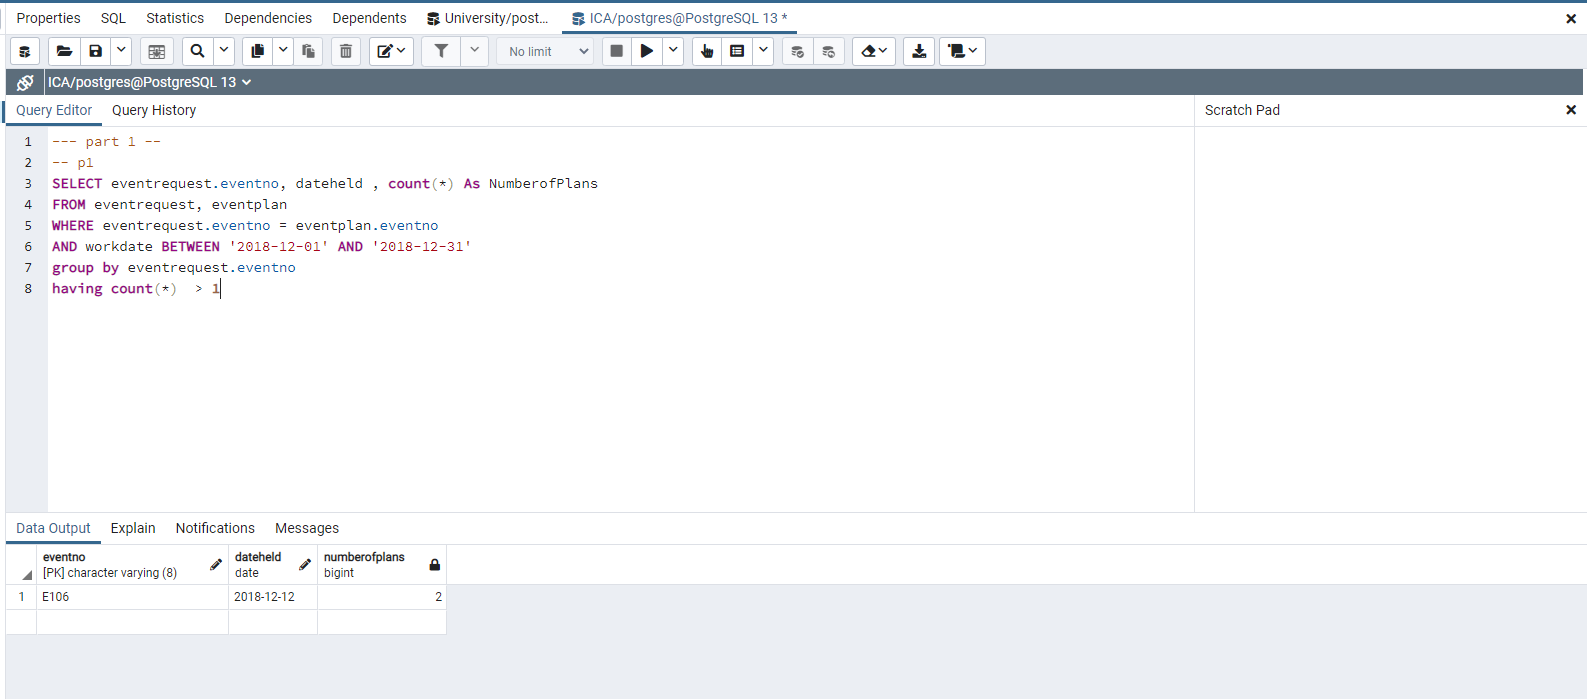 Properties SQL Statistics Dependencies Dependents University/post... ICA/postgres@PostgreSQL 13 *
No limit
ICA/postgres@PostgreSQL 13
Query Editor Query History Scratch Pad
1 --- part 1 --
2 -- p1
3 SELECT eventrequest.eventno, dateheld , count(*) As NumberofPlans
4 FROM eventrequest, eventplan
5 WHERE eventrequest.eventno = eventplan.eventno
6 AND workdate BETWEEN '2018-12-01' AND '2018-12-31'
7 group by eventrequest.eventno
8 having count(*)  > 1
Data Output Explain Notifications Messages
eventno dateheld numberofplans
[PK] character varying (8) date bigint
1 E106 2018-12-12 2